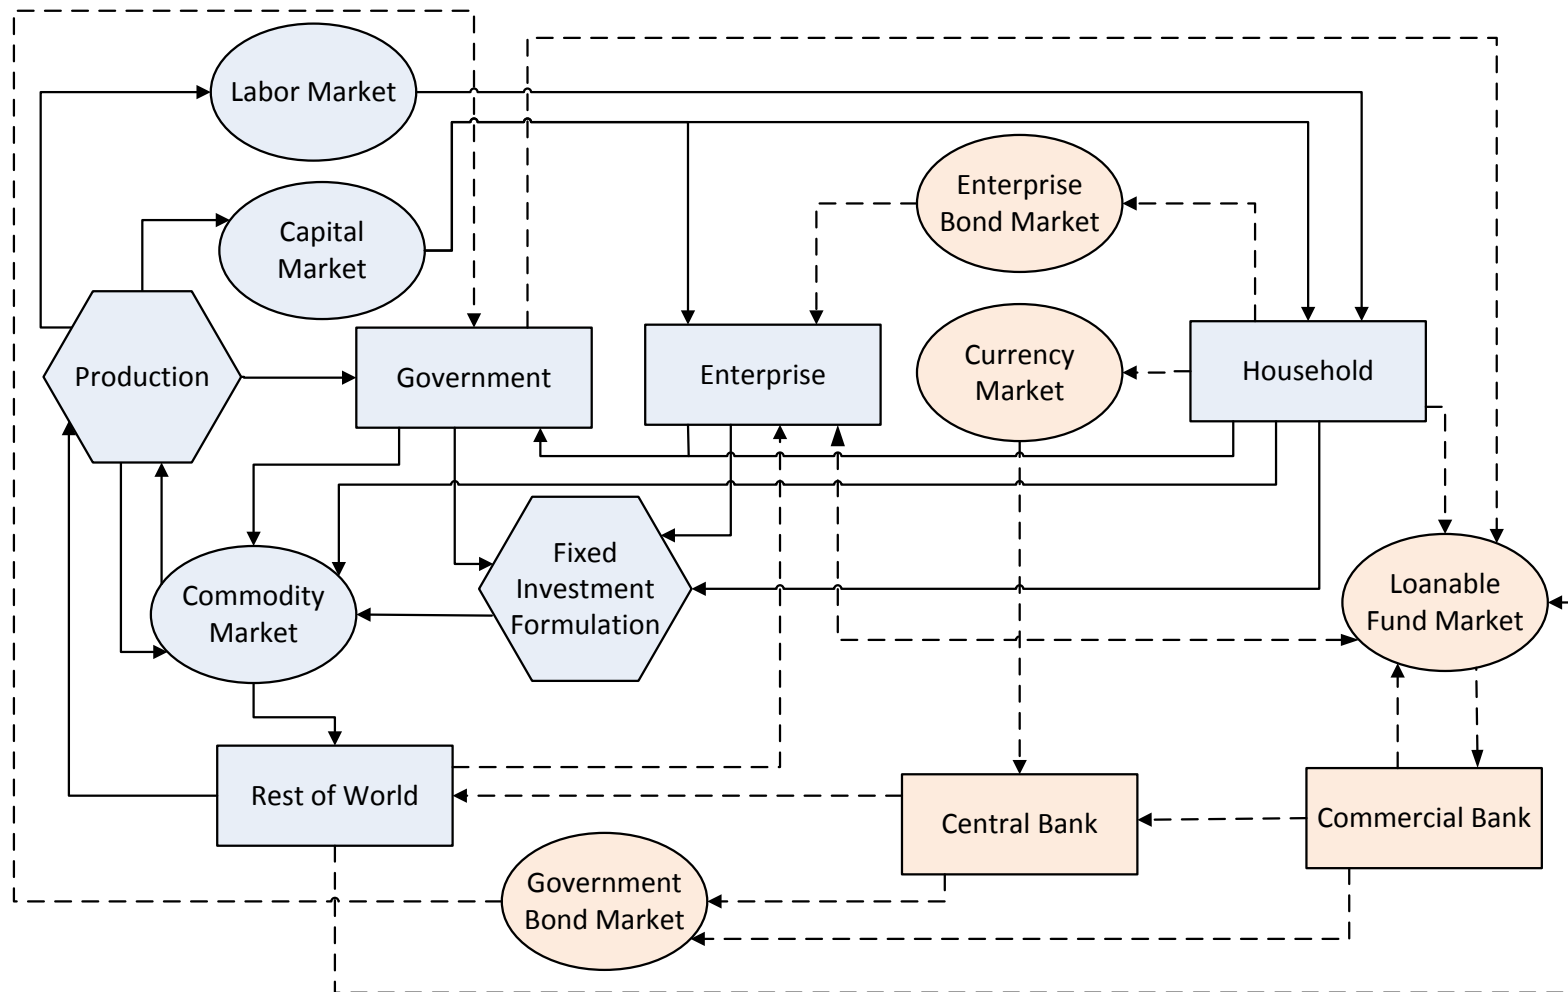 Labor Market
Capital
Market
Enterprise
Bond Market
Production
Government
Enterprise
Currency
Market
Household
Commodity
Market
Fixed
Investment
Formulation
Loanable
Fund Market
Rest of World
Central Bank
Commercial Bank
Government
Bond Market